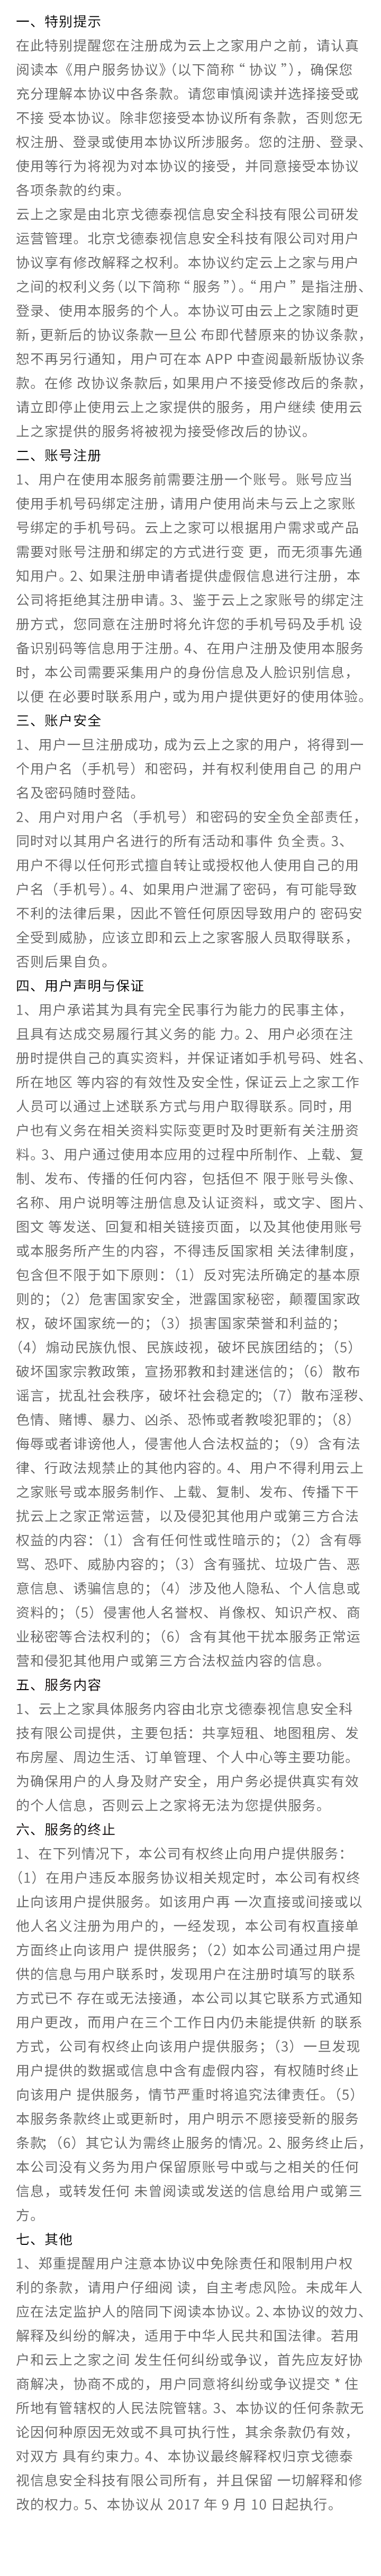 一、特别提示
在此特别提醒您在注册成为云上之家用户之前，请认真
阅读本《用户服务协议》（以下简称“ 协议 ”），确保您
充分理解本协议中各条款。请您审慎阅读并选择接受或
不接 受本协议。除非您接受本协议所有条款，否则您无
权注册、登录或使用本协议所涉服务。您的注册、登录、
使用等行为将视为对本协议的接受，并同意接受本协议
各项条款的约束。
云上之家是由北京戈德泰视信息安全科技有限公司研发
运营管理。北京戈德泰视信息安全科技有限公司对用户
协议享有修改解释之权利。本协议约定云上之家与用户
之间的权利义务（以下简称“服务”）。“用户”是指注册、
登录、使用本服务的个人。本协议可由云上之家随时更
新，更新后的协议条款一旦公 布即代替原来的协议条款，
恕不再另行通知，用户可在本 APP 中查阅最新版协议条
款。在修 改协议条款后，如果用户不接受修改后的条款，
请立即停止使用云上之家提供的服务，用户继续 使用云
上之家提供的服务将被视为接受修改后的协议。
二、账号注册
1、用户在使用本服务前需要注册一个账号。账号应当
使用手机号码绑定注册，请用户使用尚未与云上之家账
号绑定的手机号码。云上之家可以根据用户需求或产品
需要对账号注册和绑定的方式进行变 更，而无须事先通
知用户。2、如果注册申请者提供虚假信息进行注册，本
公司将拒绝其注册申请。3、鉴于云上之家账号的绑定注
册方式，您同意在注册时将允许您的手机号码及手机 设
备识别码等信息用于注册。4、在用户注册及使用本服务
时，本公司需要采集用户的身份信息及人脸识别信息，
以便 在必要时联系用户，或为用户提供更好的使用体验。
三、账户安全
1、用户一旦注册成功，成为云上之家的用户，将得到一
个用户名（手机号）和密码，并有权利使用自己 的用户
名及密码随时登陆。
2、用户对用户名（手机号）和密码的安全负全部责任，
同时对以其用户名进行的所有活动和事件 负全责。3、
用户不得以任何形式擅自转让或授权他人使用自己的用
户名（手机号）。4、如果用户泄漏了密码，有可能导致
不利的法律后果，因此不管任何原因导致用户的 密码安
全受到威胁，应该立即和云上之家客服人员取得联系，
否则后果自负。
四、用户声明与保证
1、用户承诺其为具有完全民事行为能力的民事主体，
且具有达成交易履行其义务的能 力。2、用户必须在注
册时提供自己的真实资料，并保证诸如手机号码、姓名、
所在地区 等内容的有效性及安全性，保证云上之家工作
人员可以通过上述联系方式与用户取得联系。同时，用
户也有义务在相关资料实际变更时及时更新有关注册资
料。3、用户通过使用本应用的过程中所制作、上载、复
制、发布、传播的任何内容，包括但不 限于账号头像、
名称、用户说明等注册信息及认证资料，或文字、图片、
图文 等发送、回复和相关链接页面，以及其他使用账号
或本服务所产生的内容，不得违反国家相 关法律制度，
包含但不限于如下原则：（1）反对宪法所确定的基本原
则的；（2）危害国家安全，泄露国家秘密，颠覆国家政
权，破坏国家统一的；（3）损害国家荣誉和利益的；
（4）煽动民族仇恨、民族歧视，破坏民族团结的；（5）
破坏国家宗教政策，宣扬邪教和封建迷信的；（6）散布
谣言，扰乱社会秩序，破坏社会稳定的；（7）散布淫秽、
色情、赌博、暴力、凶杀、恐怖或者教唆犯罪的；（8）
侮辱或者诽谤他人，侵害他人合法权益的；（9）含有法
律、行政法规禁止的其他内容的。4、用户不得利用云上
之家账号或本服务制作、上载、复制、发布、传播下干
扰云上之家正常运营，以及侵犯其他用户或第三方合法
权益的内容：（1）含有任何性或性暗示的；（2）含有辱
骂、恐吓、威胁内容的；（3）含有骚扰、垃圾广告、恶
意信息、诱骗信息的；（4）涉及他人隐私、个人信息或
资料的；（5）侵害他人名誉权、肖像权、知识产权、商
业秘密等合法权利的；（6）含有其他干扰本服务正常运
营和侵犯其他用户或第三方合法权益内容的信息。
五、服务内容
1、云上之家具体服务内容由北京戈德泰视信息安全科
技有限公司提供，主要包括：共享短租、地图租房、发
布房屋、周边生活、订单管理、个人中心等主要功能。
为确保用户的人身及财产安全，用户务必提供真实有效
的个人信息，否则云上之家将无法为您提供服务。
六、服务的终止
1、在下列情况下，本公司有权终止向用户提供服务：
（1）在用户违反本服务协议相关规定时，本公司有权终
止向该用户提供服务。如该用户再 一次直接或间接或以
他人名义注册为用户的，一经发现，本公司有权直接单
方面终止向该用户 提供服务；（2）如本公司通过用户提
供的信息与用户联系时，发现用户在注册时填写的联系
方式已不 存在或无法接通，本公司以其它联系方式通知
用户更改，而用户在三个工作日内仍未能提供新 的联系
方式，公司有权终止向该用户提供服务；（3）一旦发现
用户提供的数据或信息中含有虚假内容，有权随时终止
向该用户 提供服务，情节严重时将追究法律责任。（5）
本服务条款终止或更新时，用户明示不愿接受新的服务
条款；（6）其它认为需终止服务的情况。2、服务终止后，
本公司没有义务为用户保留原账号中或与之相关的任何
信息，或转发任何 未曾阅读或发送的信息给用户或第三
方。
七、其他
1、郑重提醒用户注意本协议中免除责任和限制用户权
利的条款，请用户仔细阅 读，自主考虑风险。未成年人
应在法定监护人的陪同下阅读本协议。2、本协议的效力、
解释及纠纷的解决，适用于中华人民共和国法律。若用
户和云上之家之间 发生任何纠纷或争议，首先应友好协
商解决，协商不成的，用户同意将纠纷或争议提交 * 住
所地有管辖权的人民法院管辖。3、本协议的任何条款无
论因何种原因无效或不具可执行性，其余条款仍有效，
对双方 具有约束力。4、本协议最终解释权归京戈德泰
视信息安全科技有限公司所有，并且保留 一切解释和修
改的权力。5、本协议从 2017 年 9 月 10 日起执行。